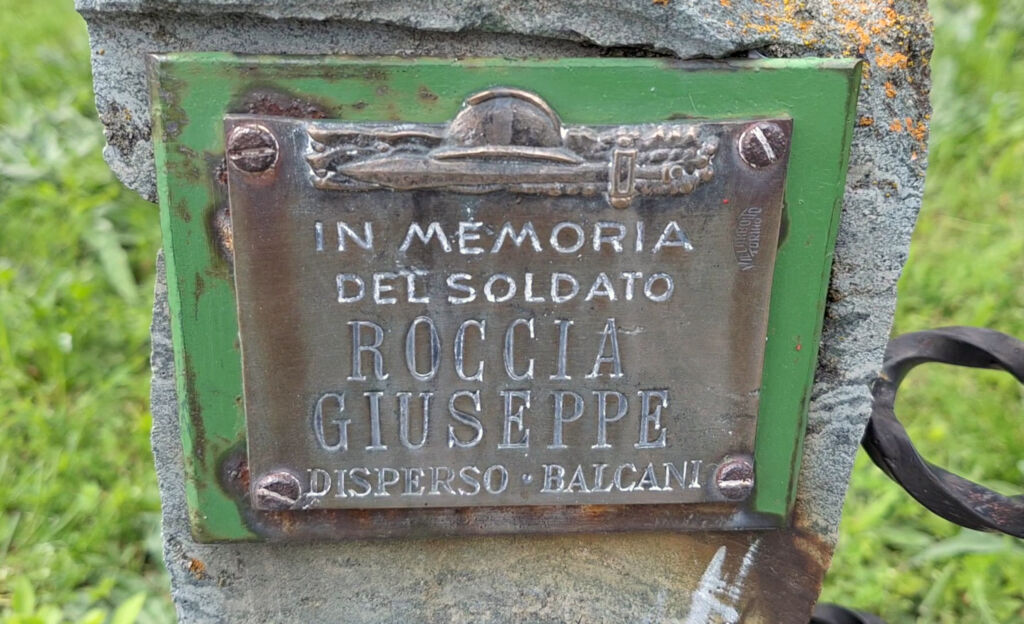 IN MEMORIA
DEL SOLDATO
ROCCIA
GIUSEPPE
DISPERSO · BALCANI